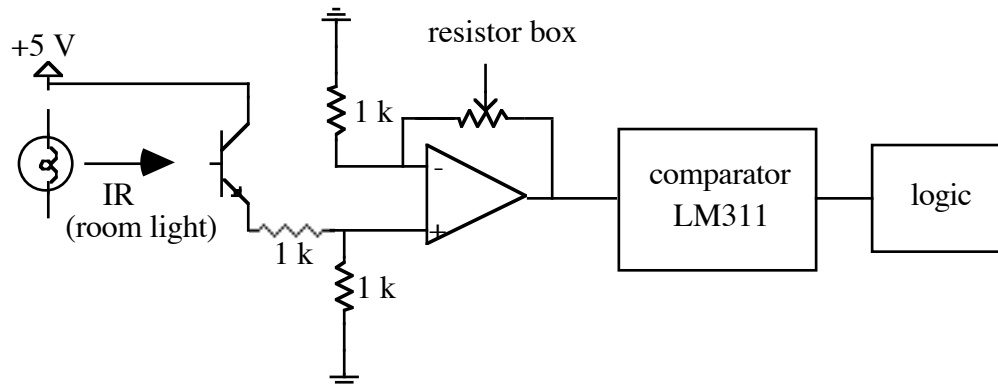 resistor box
+5 V
1 k
IR
(room light)
-
+
1 k
1 k
comparator
LM311
logic